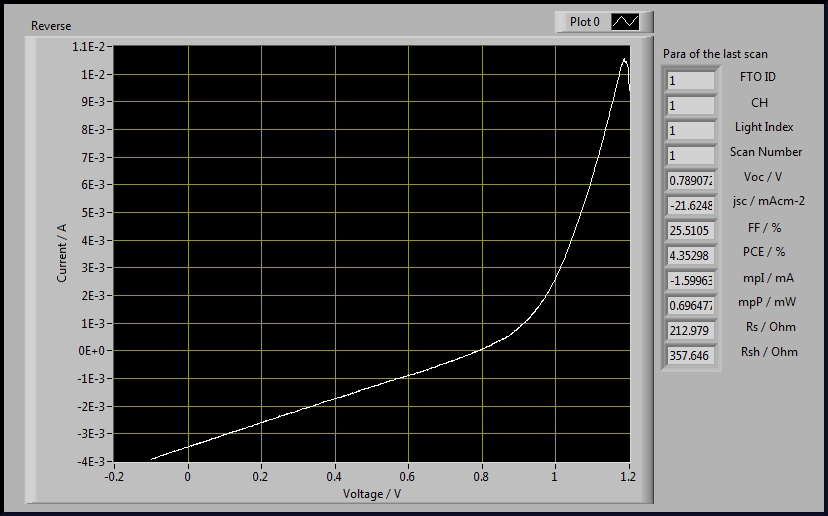 Reverse
Plot 0
1.1E-2
1E-2
9E-3
8E-3
7E-3
6E-3
5E-3
4E-3
3E-3
2E-3
1E-3
0E+0
-1E-3
-2E-3
-3E-3
-4E-3
Current / A
-0.2 0 0.2 0.4 0.6 0.8 1 1.2
Voltage / V
Para of the last scan
1 FTO ID
1 CH
1 Light Index
1 Scan Number
0.789072 Voc / V
-21.6248 jsc / mAcm-2
25.5105 FF / %
4.35298 PCE / %
-1.59963 mpI / mA
0.696477 mpP / mW
212.979 Rs / Ohm
357.646 Rsh / Ohm